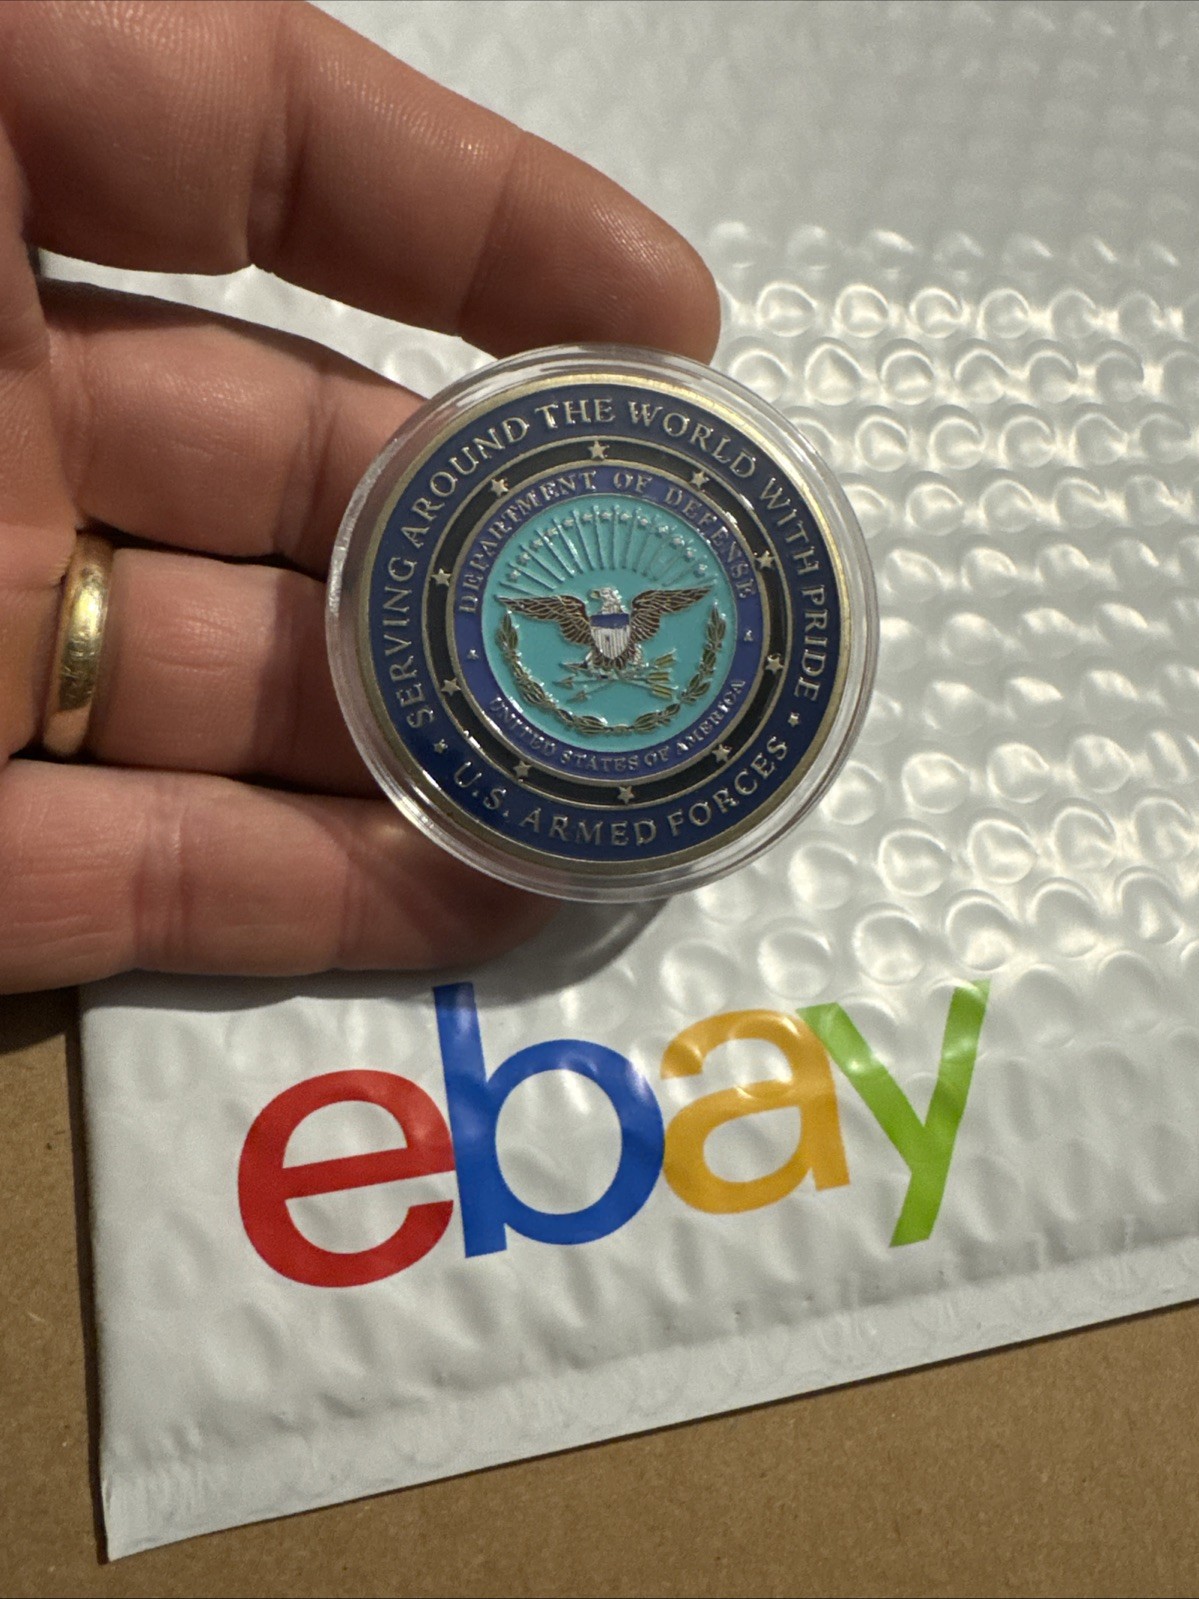 SERVING AROUND THE WORLD WITH PRIDE
U.S. ARMED FORCES
DEPARTMENT OF DEFENSE
UNITED STATES OF AMERICA
ebay